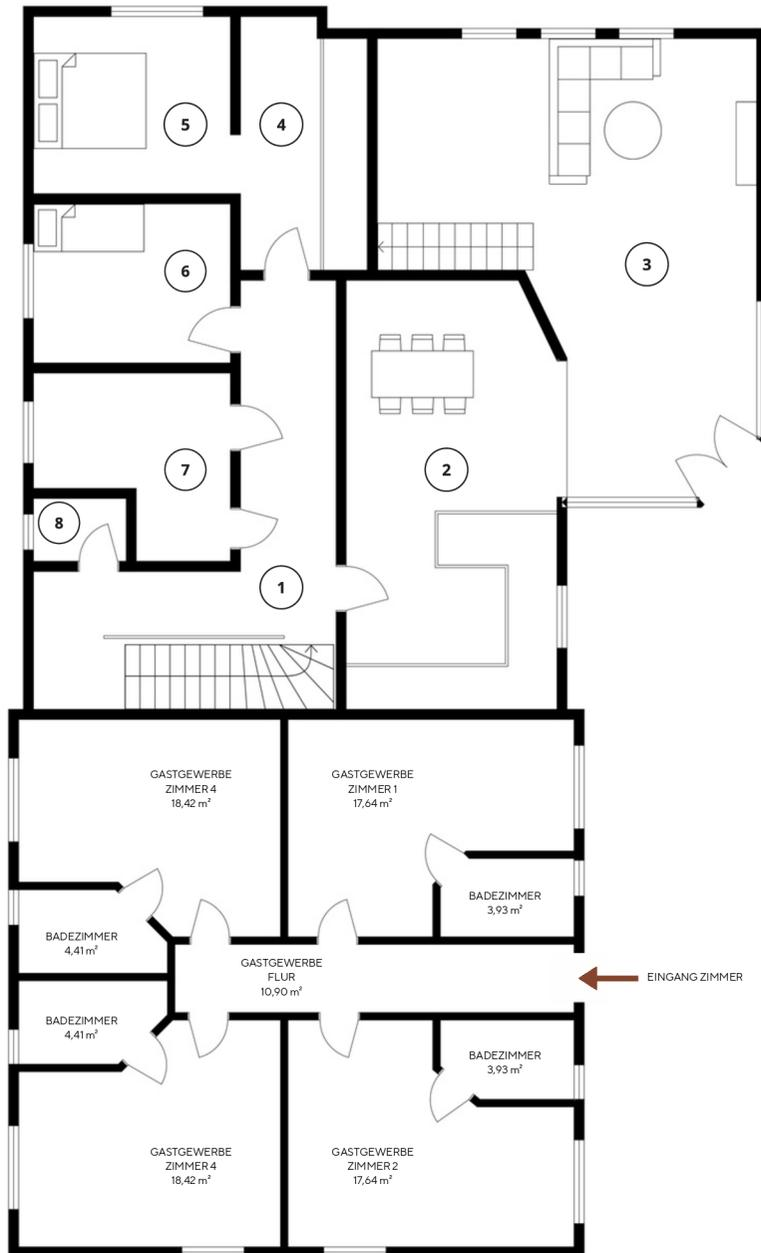 5
4
6
3
7
2
8
1
GASTGEWERBE
ZIMMER 4
18,42 m²
GASTGEWERBE
ZIMMER 1
17,64 m²
BADEZIMMER
3,93 m²
BADEZIMMER
4,41 m²
GASTGEWERBE
FLUR
10,90 m²
EINGANG ZIMMER
BADEZIMMER
4,41 m²
BADEZIMMER
3,93 m²
GASTGEWERBE
ZIMMER 4
18,42 m²
GASTGEWERBE
ZIMMER 2
17,64 m²